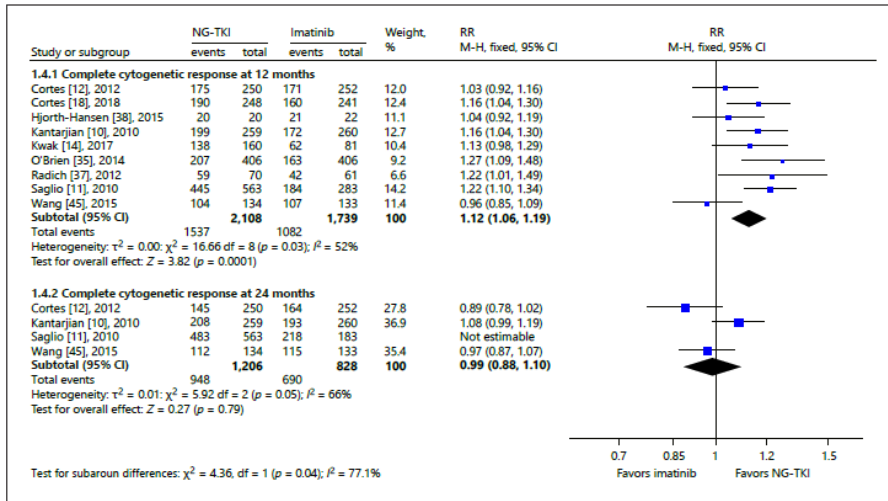 NG-TKI Imatinib Weight, RR RR
Study or subgroup events total events total % M-H, fixed, 95% CI M-H, fixed, 95% CI
1.4.1 Complete cytogenetic response at 12 months
Cortes [12], 2012 175 250 171 252 12.0 1.03 (0.92, 1.16)
Cortes [18], 2018 190 248 160 241 12.4 1.16 (1.04, 1.30)
Hjorth-Hansen [38], 2015 20 20 21 22 11.1 1.04 (0.92, 1.19)
Kantarjian [10], 2010 199 259 172 260 12.7 1.16 (1.04, 1.30)
Kwak [14], 2017 138 160 62 81 10.4 1.13 (0.98, 1.29)
O'Brien [35], 2014 207 406 163 406 9.2 1.27 (1.09, 1.48)
Radich [37], 2012 59 70 42 61 6.6 1.22 (1.01, 1.49)
Saglio [11], 2010 445 563 184 283 14.2 1.22 (1.10, 1.34)
Wang [45], 2015 104 134 107 133 11.4 0.96 (0.85, 1.09)
Subtotal (95% CI) 2,108 1,739 100 1.12 (1.06, 1.19)
Total events 1537 1082
Heterogeneity: τ² = 0.00: χ² = 16.66 df = 8 (p = 0.03); I² = 52%
Test for overall effect: Z = 3.82 (p = 0.0001)
1.4.2 Complete cytogenetic response at 24 months
Cortes [12], 2012 145 250 164 252 27.8 0.89 (0.78, 1.02)
Kantarjian [10], 2010 208 259 193 260 36.9 1.08 (0.99, 1.19)
Saglio [11], 2010 483 563 218 183 Not estimable
Wang [45], 2015 112 134 115 133 35.4 0.97 (0.87, 1.07)
Subtotal (95% CI) 1,206 828 100 0.99 (0.88, 1.10)
Total events 948 690
Heterogeneity: τ² = 0.01: χ² = 5.92 df = 2 (p = 0.05); I² = 66%
Test for overall effect: Z = 0.27 (p = 0.79)
Test for subaroun differences: χ² = 4.36, df = 1 (p = 0.04); I² = 77.1%
0.7 0.85 1 1.2 1.5
Favors imatinib Favors NG-TKI